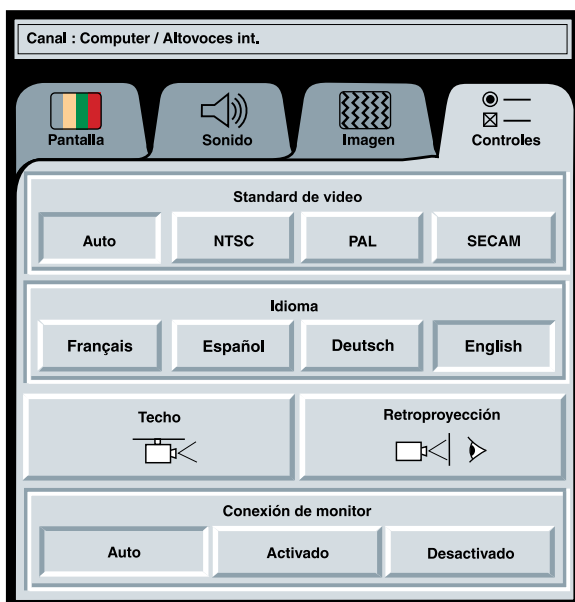 Canal : Computer / Altovoces int.
Pantalla
Sonido
Imagen
Controles
Standard de video
Auto
NTSC
PAL
SECAM
Idioma
Français
Español
Deutsch
English
Techo
Retroproyección
Conexión de monitor
Auto
Activado
Desactivado